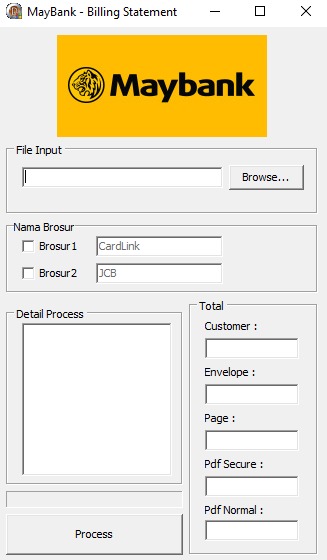 MayBank - Billing Statement
Maybank
File Input
Browse...
Nama Brosur
Brosur1
CardLink
Brosur2
JCB
Detail Process
Total
Customer :
Envelope :
Page :
Pdf Secure :
Pdf Normal :
Process